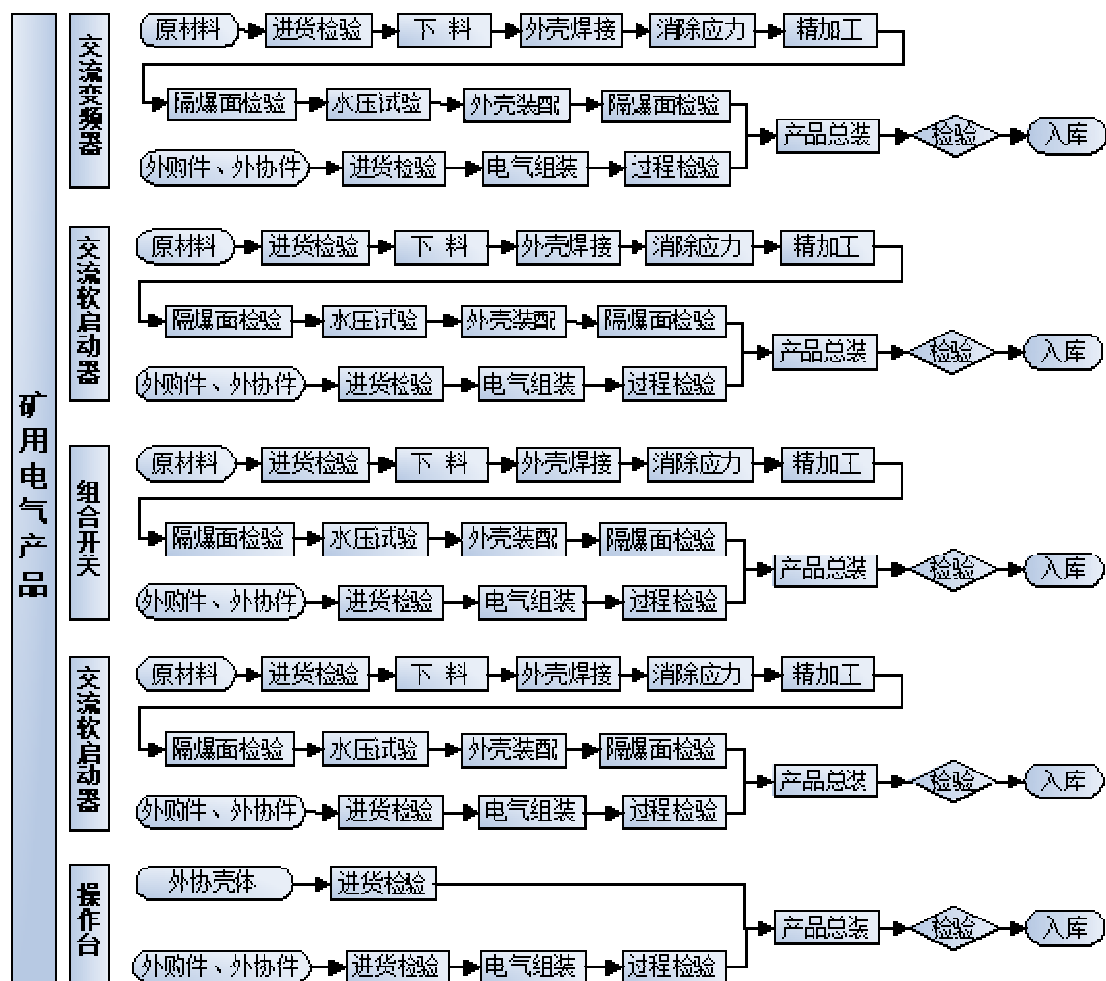 矿用电气产品
交流变频器
原材料 进货检验 下 料 外壳焊接 消除应力 精加工
隔爆面检验 水压试验 外壳装配 隔爆面检验
产品总装 检验 入库
外购件、外协件 进货检验 电气组装 过程检验
交流软启动器
原材料 进货检验 下 料 外壳焊接 消除应力 精加工
隔爆面检验 水压试验 外壳装配 隔爆面检验
产品总装 检验 入库
外购件、外协件 进货检验 电气组装 过程检验
组合开关
原材料 进货检验 下 料 外壳焊接 消除应力 精加工
隔爆面检验 水压试验 外壳装配 隔爆面检验
产品总装 检验 入库
外购件、外协件 进货检验 电气组装 过程检验
交流软启动器
原材料 进货检验 下 料 外壳焊接 消除应力 精加工
隔爆面检验 水压试验 外壳装配 隔爆面检验
产品总装 检验 入库
外购件、外协件 进货检验 电气组装 过程检验
操作台
外协壳体 进货检验
产品总装 检验 入库
外购件、外协件 进货检验 电气组装 过程检验